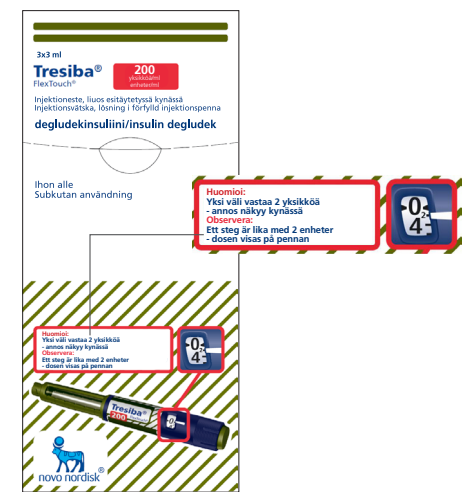 3x3 ml
Tresiba®
FlexTouch®
200
yksikköä/ml
enheter/ml
Injektioneste, liuos esitäytetyssä kynässä
Injektionsvätska, lösning i förfylld injektionspenna
degludekinsuliini/insulin degludek
Ihon alle
Subkutan användning
Huomioi:
Yksi väli vastaa 2 yksikköä
- annos näkyy kynässä
Observera:
Ett steg är lika med 2 enheter
- dosen visas på pennan
0
2
4
Huomioi:
Yksi väli vastaa 2 yksikköä
- annos näkyy kynässä
Observera:
Ett steg är lika med 2 enheter
- dosen visas på pennan
0
2
4
Tresiba®
200
novo nordisk®